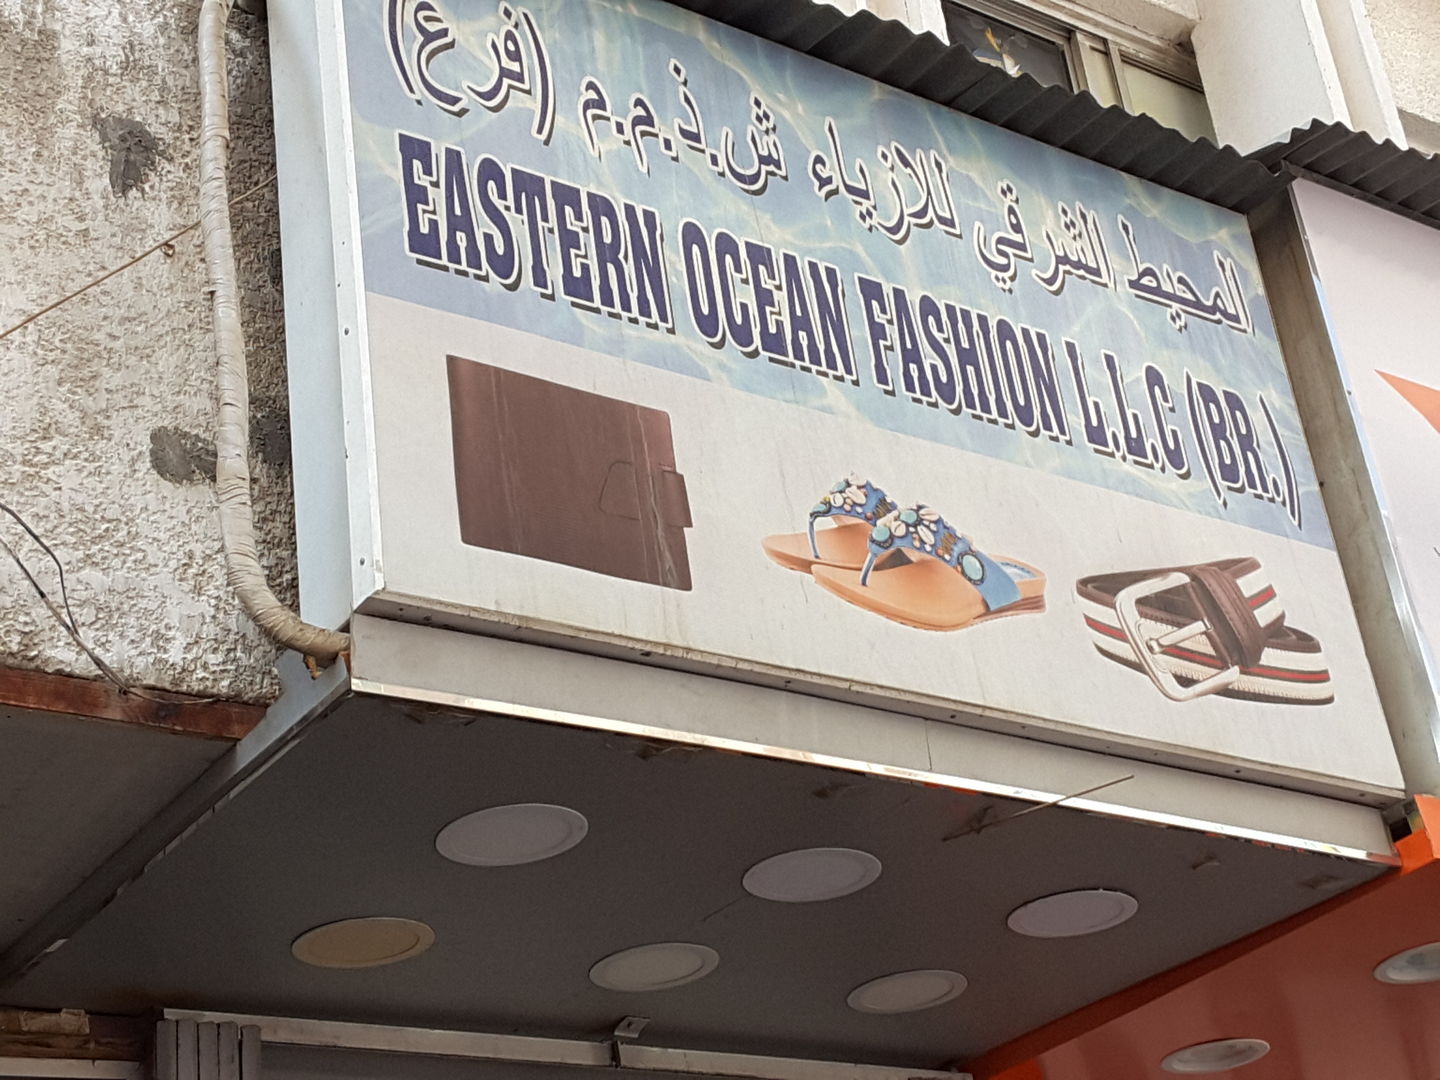 المحيط الشرقي للازياء ش.ذ.م.م (فرع)
EASTERN OCEAN FASHION L.L.C (BR.)